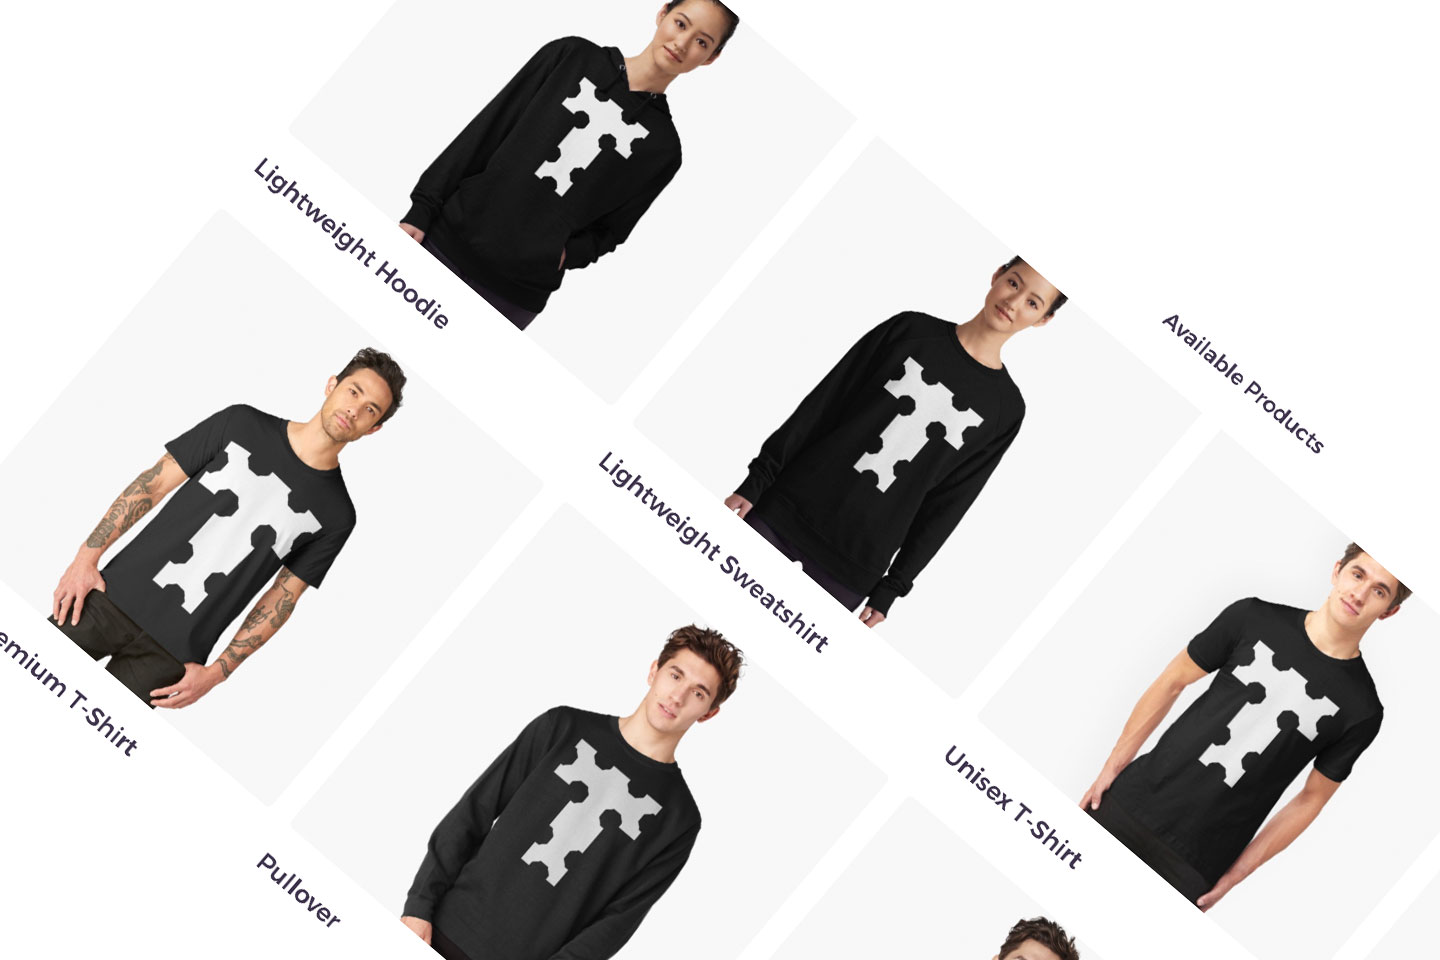 Available Products
Lightweight Hoodie
Lightweight Sweatshirt
Unisex T-Shirt
emium T-Shirt
Pullover
T
T
T
T
T